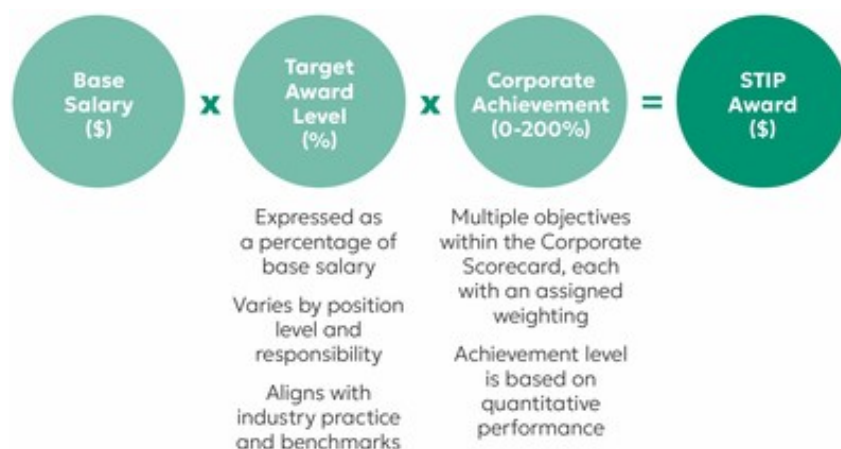 Base
Salary
($)
x
Target
Award
Level
(%)
x
Corporate
Achievement
(0-200%)
=
STIP
Award
($)
Expressed as
a percentage of
base salary
Varies by position
level and
responsibility
Aligns with
industry practice
and benchmarks
Multiple objectives
within the Corporate
Scorecard, each
with an assigned
weighting
Achievement level
is based on
quantitative
performance